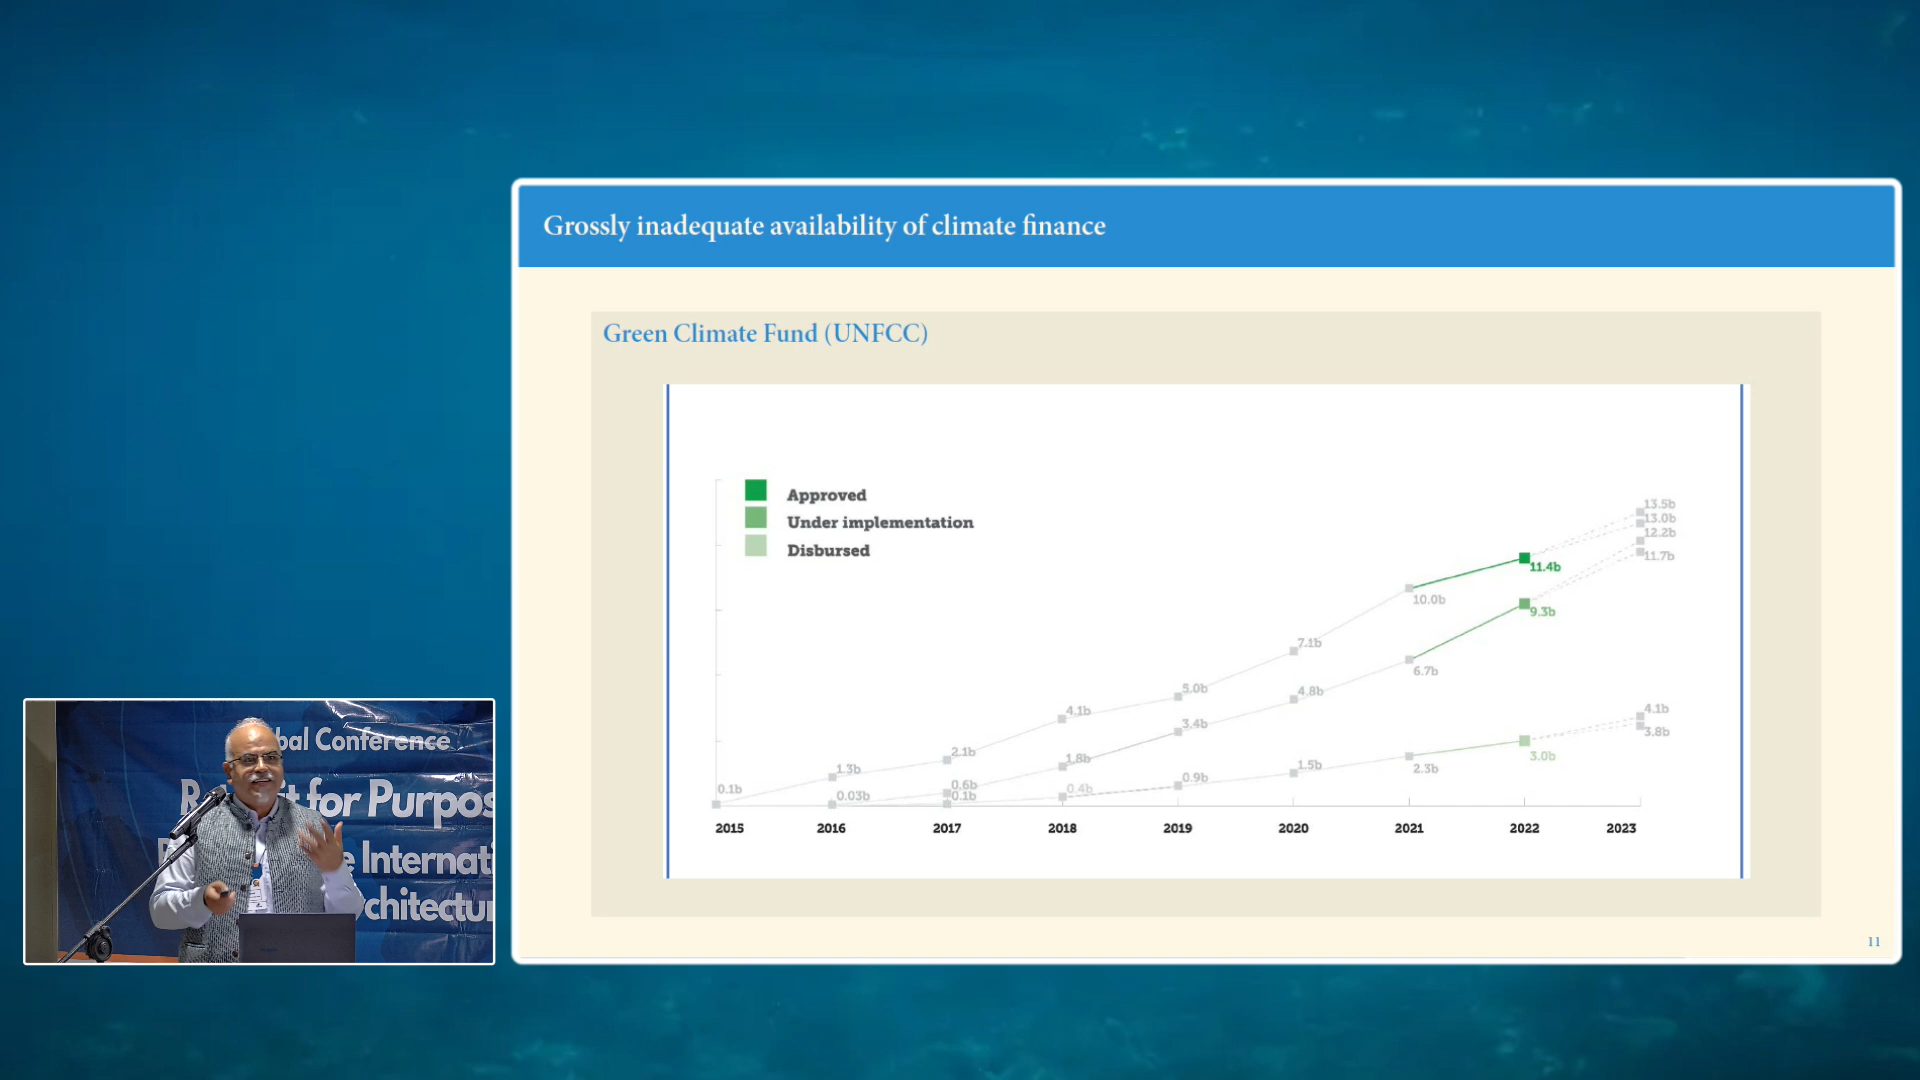 Grossly inadequate availability of climate finance
Green Climate Fund (UNFCC)
Approved
Under implementation
Disbursed
13.5b
13.0b
12.2b
11.7b
11.4b
10.0b
9.3b
7.1b
6.7b
5.0b
4.8b
4.1b
4.1b
3.8b
3.4b
3.0b
2.1b
2.3b
1.8b
1.5b
1.3b
0.9b
0.1b
0.03b
0.6b
0.1b
0.4b
2015 2016 2017 2018 2019 2020 2021 2022 2023
11
bal Conference
for Purpos
Internati
chitectur